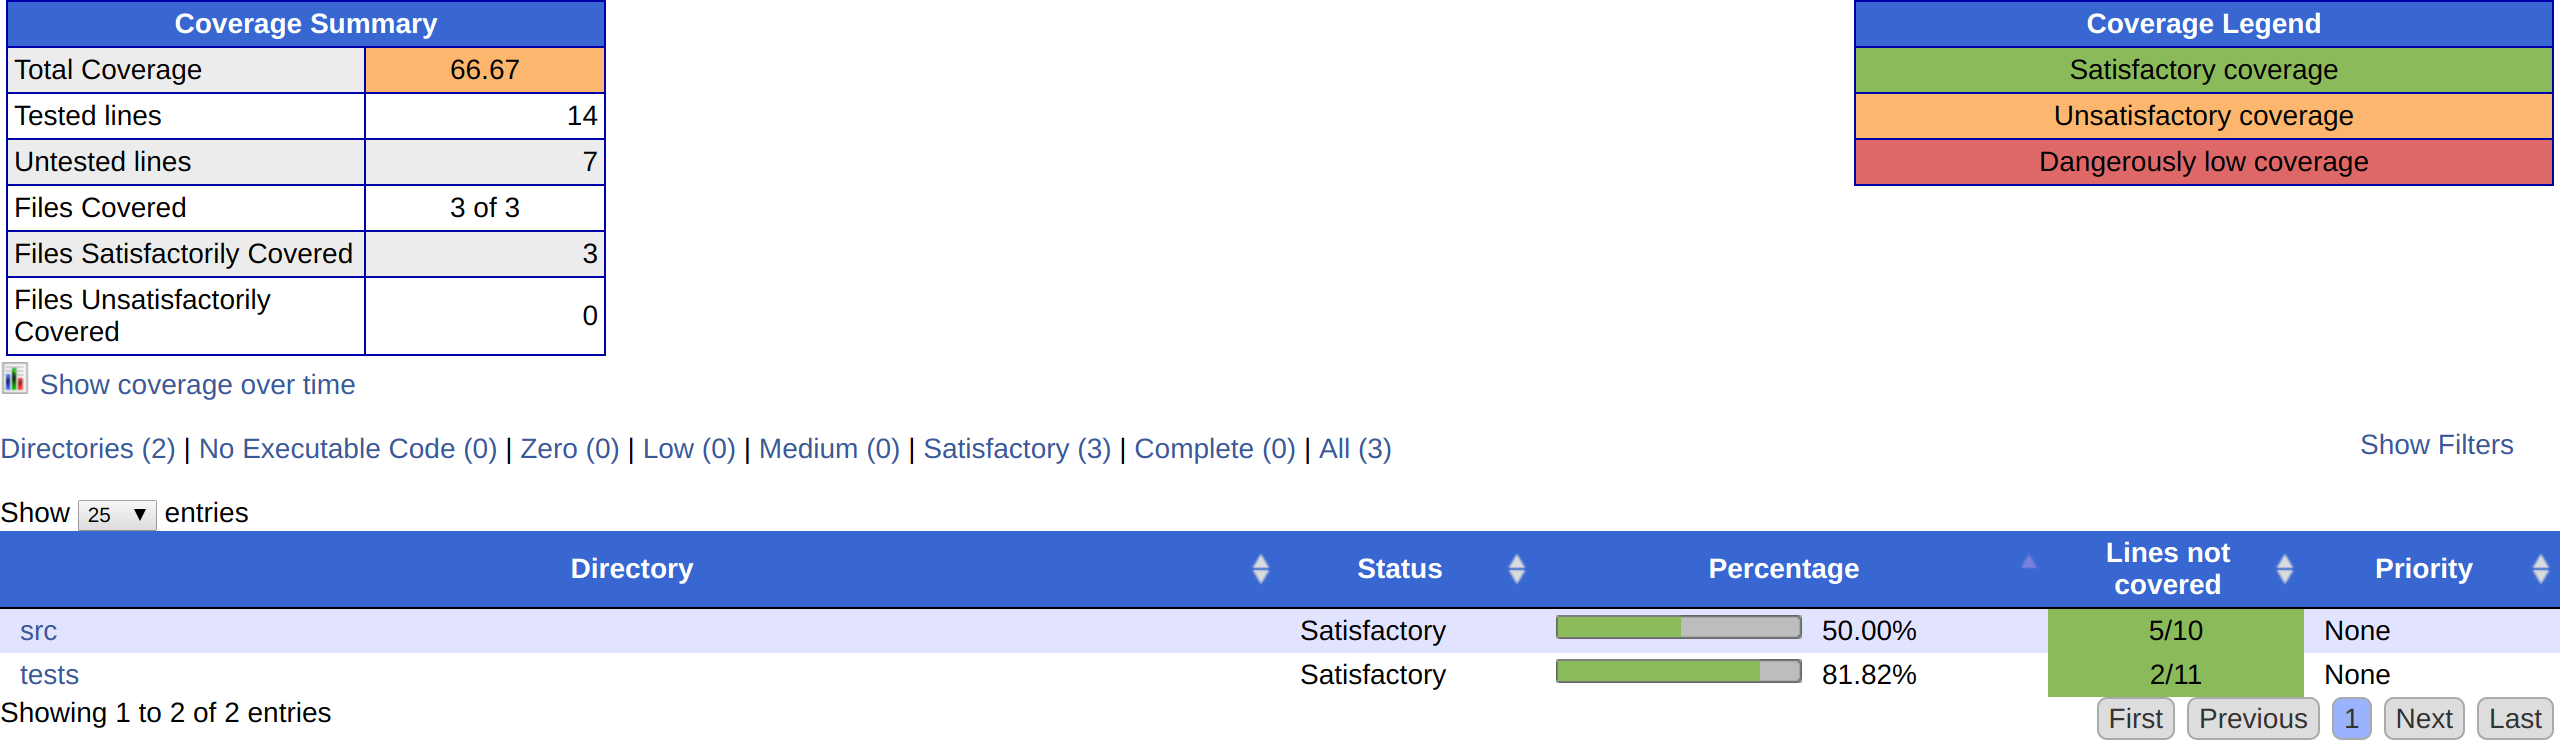 Coverage Summary
Total Coverage 66.67
Tested lines 14
Untested lines 7
Files Covered 3 of 3
Files Satisfactorily Covered 3
Files Unsatisfactorily
Covered 0
Coverage Legend
Satisfactory coverage
Unsatisfactory coverage
Dangerously low coverage
Show coverage over time
Directories (2) | No Executable Code (0) | Zero (0) | Low (0) | Medium (0) | Satisfactory (3) | Complete (0) | All (3)
Show Filters
Show 25 entries
Directory Status Percentage Lines not
covered Priority
src Satisfactory 50.00% 5/10 None
tests Satisfactory 81.82% 2/11 None
Showing 1 to 2 of 2 entries
First Previous 1 Next Last